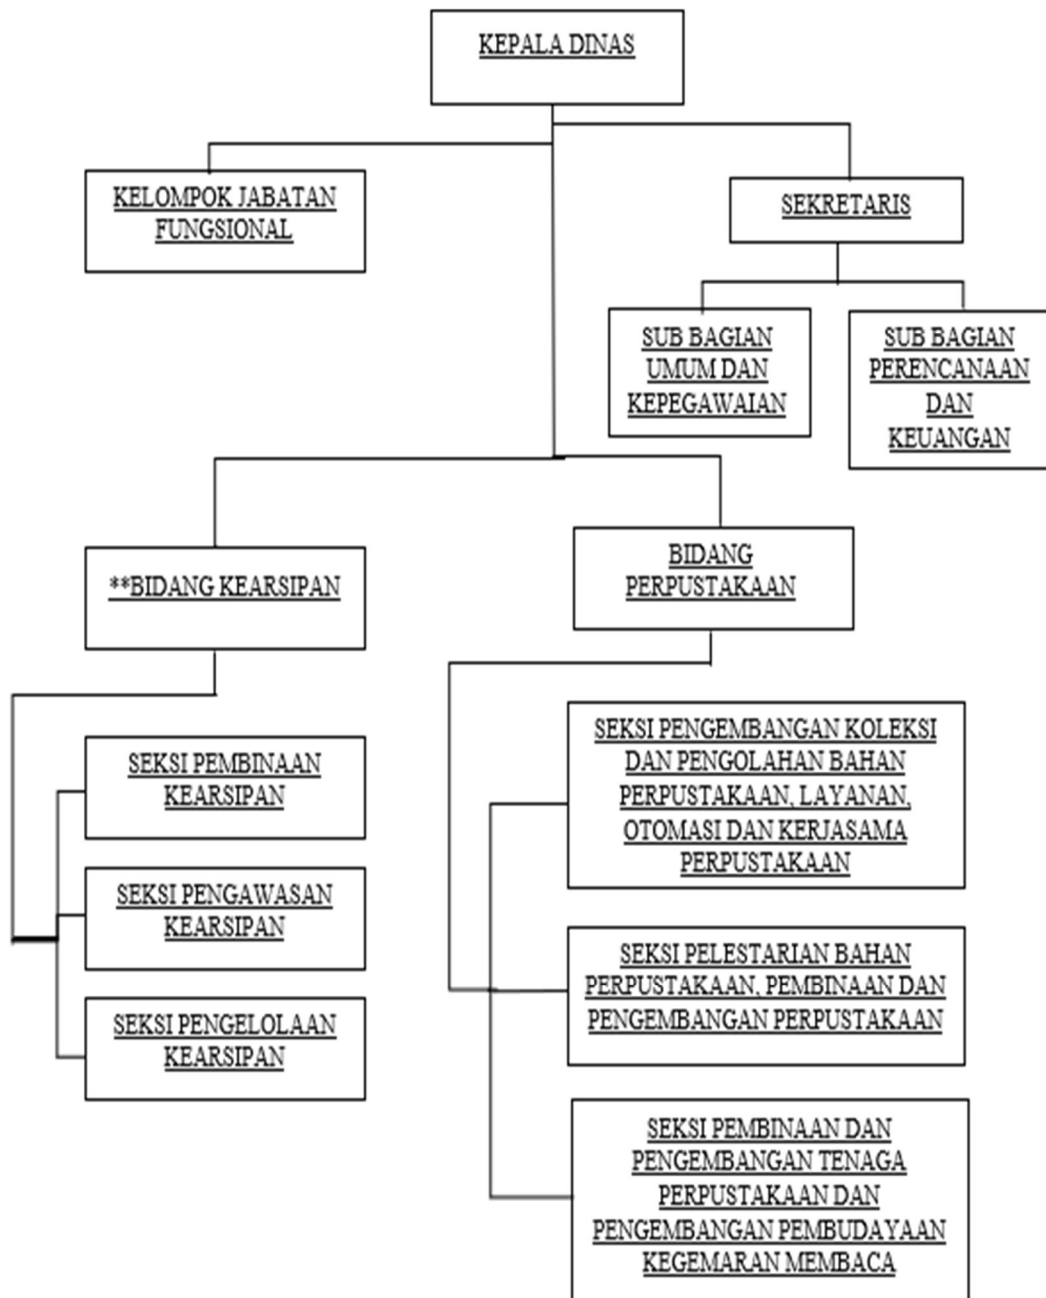 KEPALA DINAS
KELOMPOK JABATAN
FUNGSIONAL
SEKRETARIS
SUB BAGIAN
UMUM DAN
KEPEGAWAIAN
SUB BAGIAN
PERENCANAAN
DAN
KEUANGAN
**BIDANG KEARSIPAN
BIDANG
PERPUSTAKAAN
SEKSI PEMBINAAN
KEARSIPAN
SEKSI PENGAWASAN
KEARSIPAN
SEKSI PENGELOLAAN
KEARSIPAN
SEKSI PENGEMBANGAN KOLEKSI
DAN PENGOLAHAN BAHAN
PERPUSTAKAAN, LAYANAN,
OTOMASI DAN KERJASAMA
PERPUSTAKAAN
SEKSI PELESTARIAN BAHAN
PERPUSTAKAAN, PEMBINAAN DAN
PENGEMBANGAN PERPUSTAKAAN
SEKSI PEMBINAAN DAN
PENGEMBANGAN TENAGA
PERPUSTAKAAN DAN
PENGEMBANGAN PEMBUDAYAAN
KEGEMARAN MEMBACA